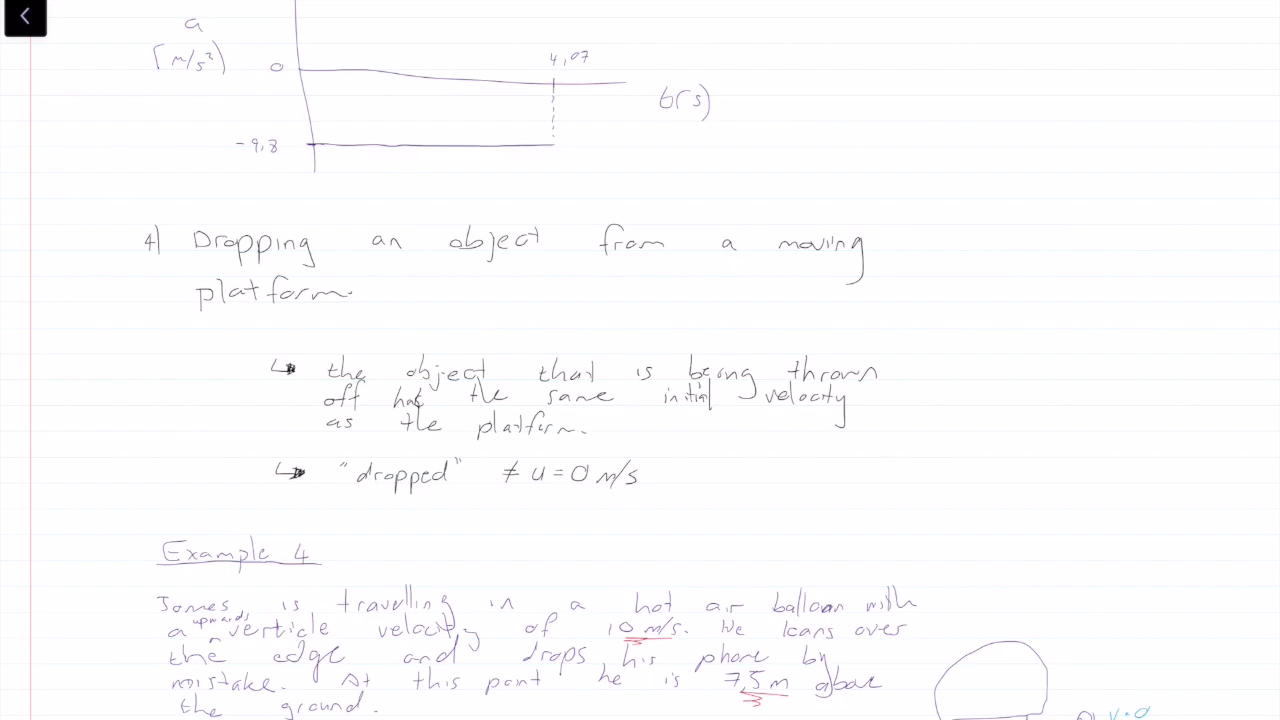 a
[m/s²)
0
4,07
t(s)
-9,8
4) Dropping an object from a moving
platform.
↳ the object that is being thrown
off has the same initial velocity
as the platform.
↳ "dropped" ≠ u = 0 m/s
Example 4
James is travelling in a hot air balloon with
a upwards verticle velocity of 10 m/s. He leans over
the edge and drops his phone by
mistake. At this point he is 7,5 m above
the ground.